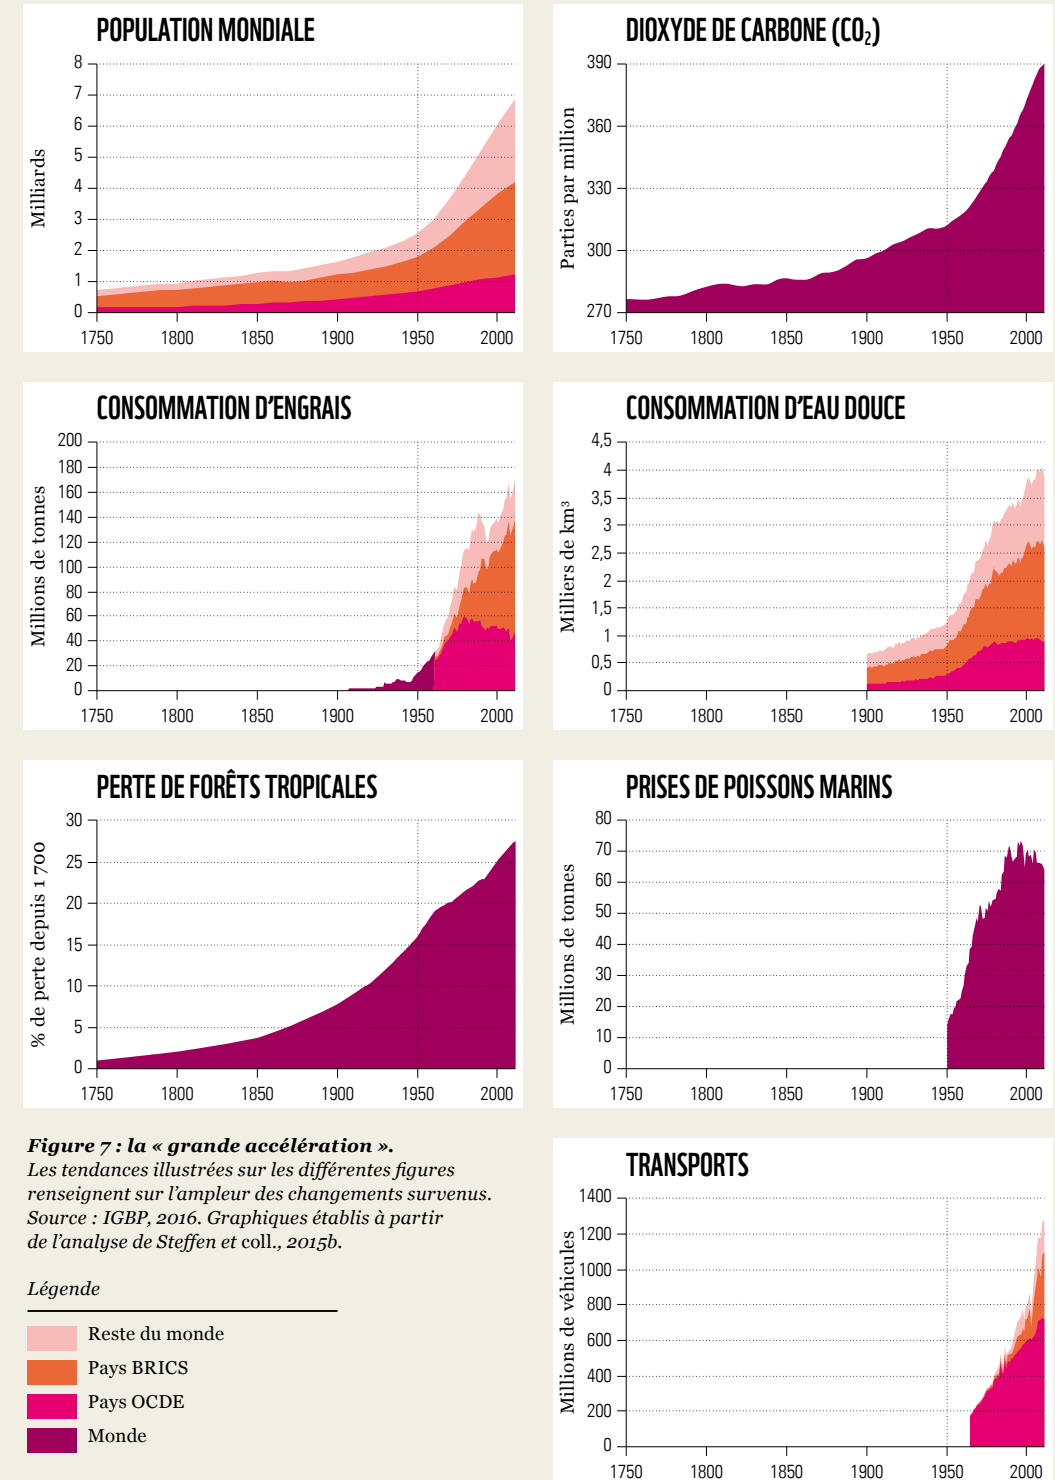 POPULATION MONDIALE
Milliards
8
7
6
5
4
3
2
1
0
1750 1800 1850 1900 1950 2000
DIOXYDE DE CARBONE (CO₂)
Parties par million
390
360
330
300
270
1750 1800 1850 1900 1950 2000
CONSOMMATION D’ENGRAIS
Millions de tonnes
200
180
160
140
120
100
80
60
40
20
0
1750 1800 1850 1900 1950 2000
CONSOMMATION D’EAU DOUCE
Milliers de km³
4,5
4
3,5
3
2,5
2
1,5
1
0,5
0
1750 1800 1850 1900 1950 2000
PERTE DE FORÊTS TROPICALES
% de perte depuis 1 700
30
25
20
15
10
5
0
1750 1800 1850 1900 1950 2000
PRISES DE POISSONS MARINS
Millions de tonnes
80
70
60
50
40
30
20
10
0
1750 1800 1850 1900 1950 2000
Figure 7 : la « grande accélération ».
Les tendances illustrées sur les différentes figures
renseignent sur l’ampleur des changements survenus.
Source : IGBP, 2016. Graphiques établis à partir
de l’analyse de Steffen et coll., 2015b.
Légende
Reste du monde
Pays BRICS
Pays OCDE
Monde
TRANSPORTS
Millions de véhicules
1400
1200
1000
800
600
400
200
0
1750 1800 1850 1900 1950 2000